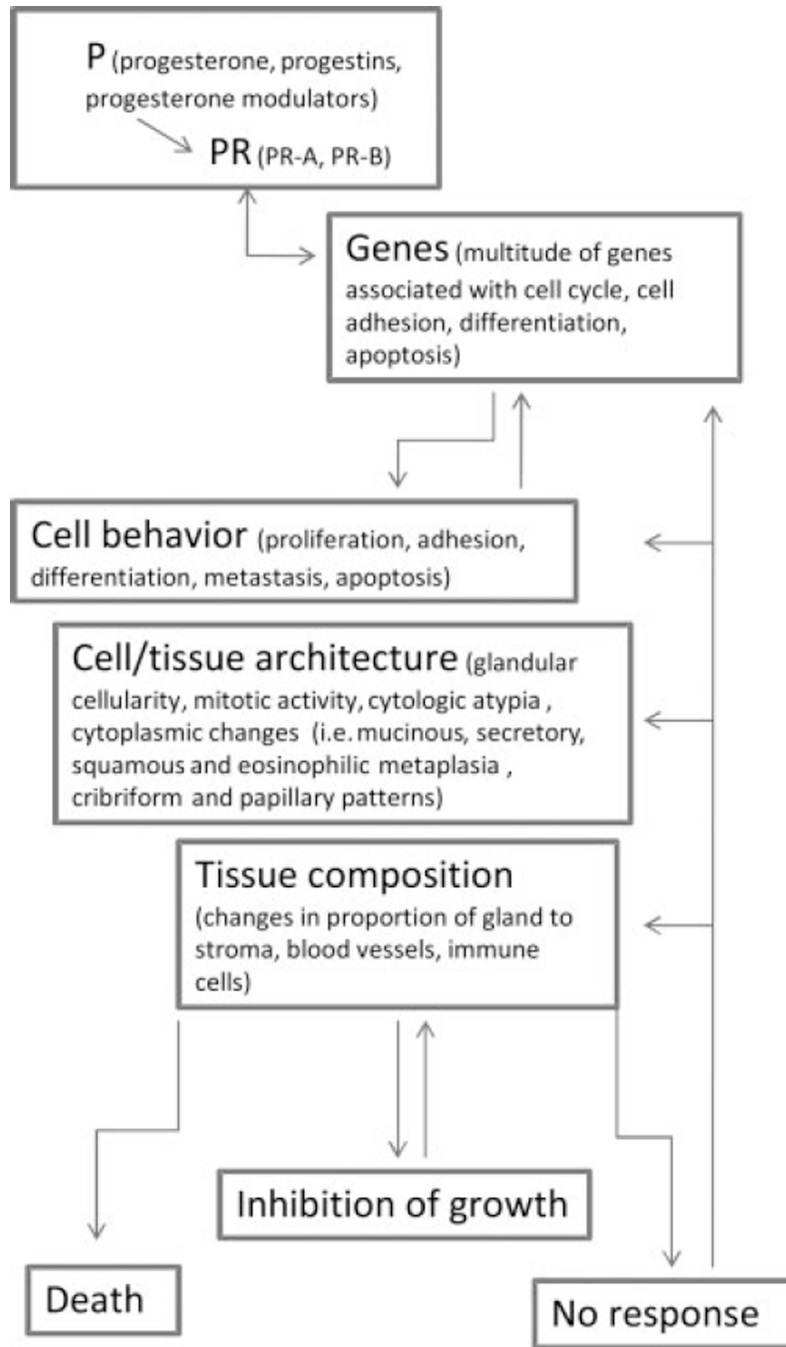 P (progesterone, progestins,
progesterone modulators)
PR (PR-A, PR-B)
Genes (multitude of genes
associated with cell cycle, cell
adhesion, differentiation,
apoptosis)
Cell behavior (proliferation, adhesion,
differentiation, metastasis, apoptosis)
Cell/tissue architecture (glandular
cellularity, mitotic activity, cytologic atypia ,
cytoplasmic changes (i.e. mucinous, secretory,
squamous and eosinophilic metaplasia ,
cribriform and papillary patterns)
Tissue composition
(changes in proportion of gland to
stroma, blood vessels, immune
cells)
Inhibition of growth
Death
No response